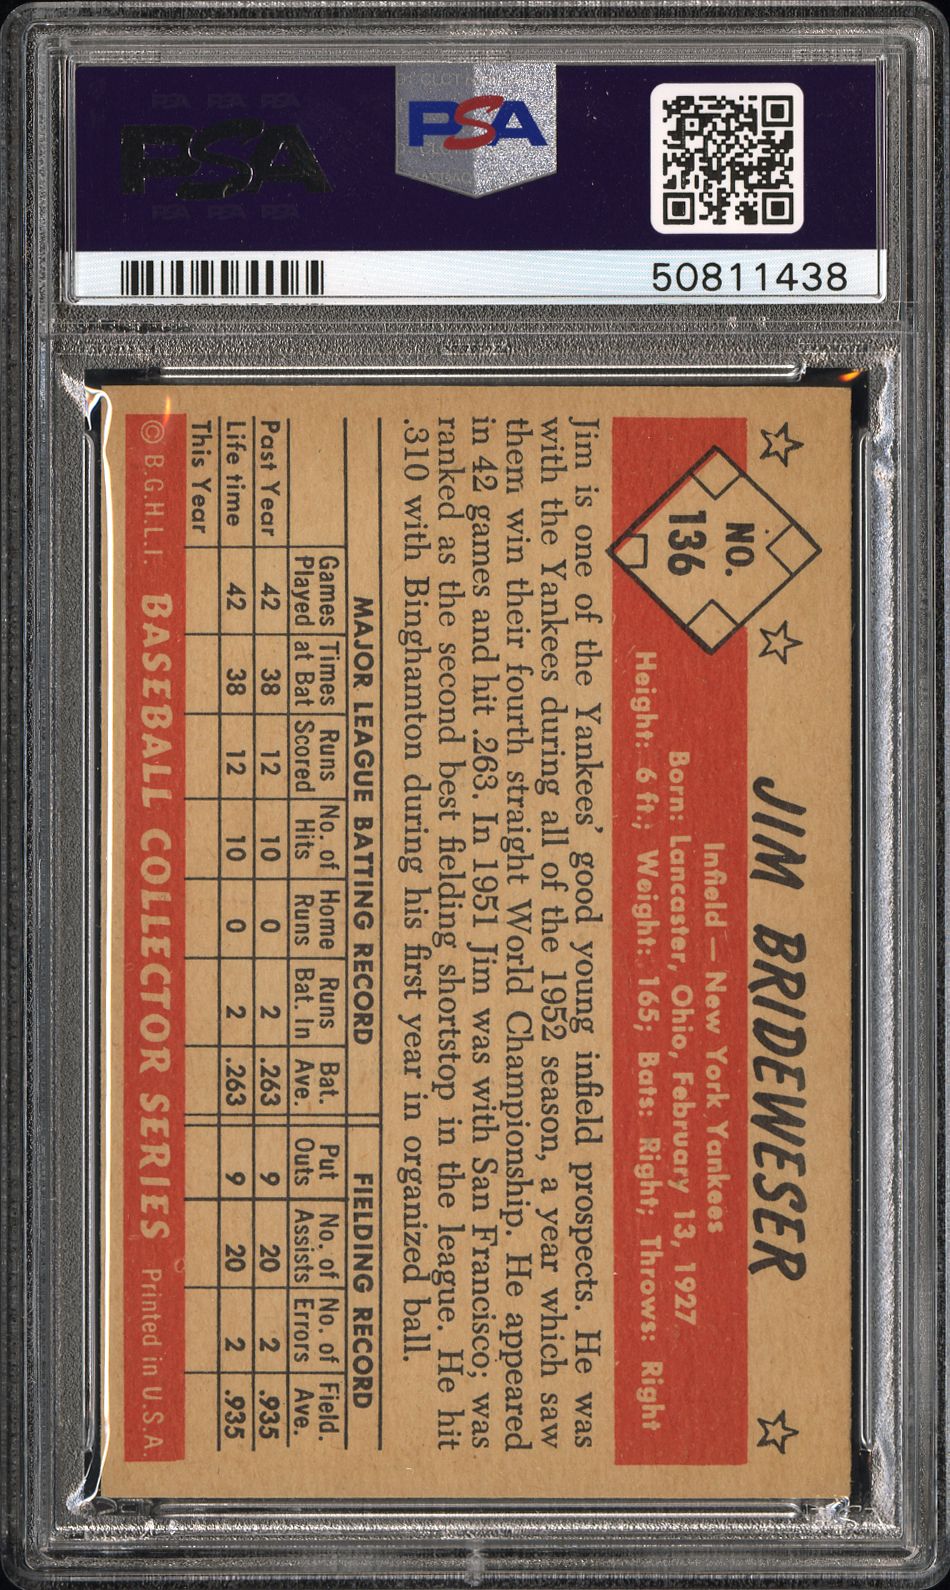 PSA
PSA
50811438
NO.
136
JIM BRIDEWESER
Infield — New York Yankees
Born: Lancaster, Ohio, February 13, 1927
Height: 6 ft.; Weight: 165; Bats: Right; Throws: Right
Jim is one of the Yankees' good young infield prospects. He was
with the Yankees during all of the 1952 season, a year which saw
them win their fourth straight World Championship. He appeared
in 42 games and hit .263. In 1951 Jim was with San Francisco; was
ranked as the second best fielding shortstop in the league. He hit
.310 with Binghamton during his first year in organized ball.
MAJOR LEAGUE BATTING RECORD FIELDING RECORD
Games Times Runs No. of Home Runs Bat. Put No. of No. of Field.
Played at Bat Scored Hits Runs Bat. In Ave. Outs Assists Errors Ave.
Past Year 42 38 12 10 0 2 .263 9 20 2 .935
Life time 42 38 12 10 0 2 .263 9 20 2 .935
This Year
© B.G.H.L.I. BASEBALL COLLECTOR SERIES Printed in U.S.A.